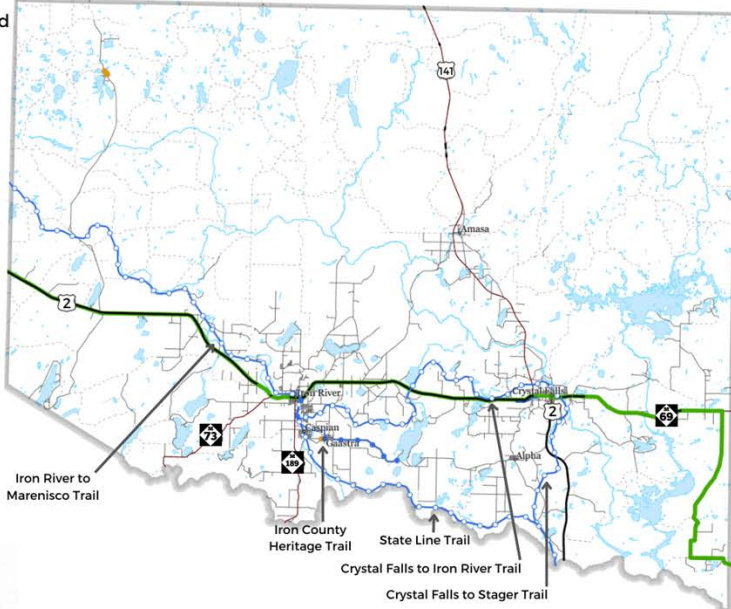 d
141
Amasa
2
Iron River
Crystal Falls
2
M
69
Caspian
Gaastra
M
73
M
189
Alpha
Iron River to
Marenisco Trail
Iron County
Heritage Trail
State Line Trail
Crystal Falls to Iron River Trail
Crystal Falls to Stager Trail